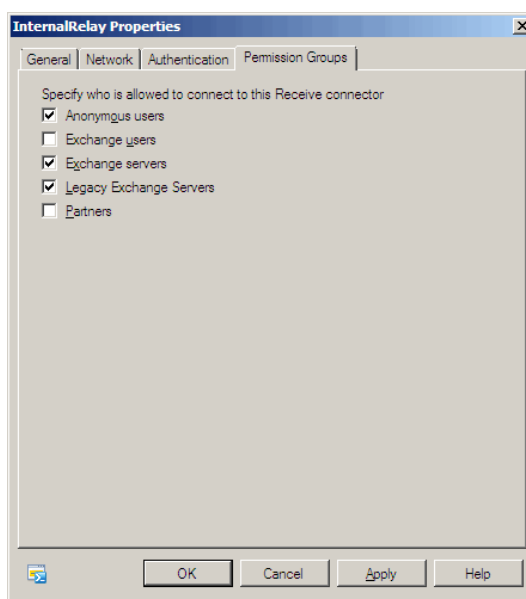 InternalRelay Properties
General Network Authentication Permission Groups
Specify who is allowed to connect to this Receive connector
Anonymous users
Exchange users
Exchange servers
Legacy Exchange Servers
Partners
OK Cancel Apply Help